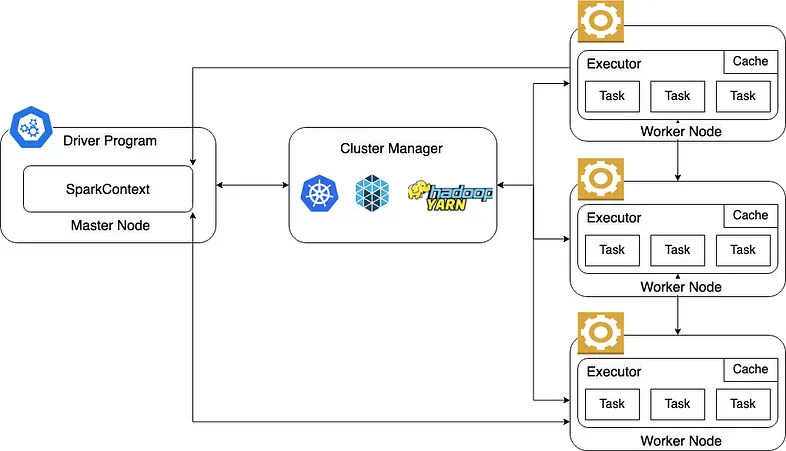 Driver Program
SparkContext
Master Node
Cluster Manager
hadoop
YARN
Executor
Cache
Task Task Task
Worker Node
Executor
Cache
Task Task Task
Worker Node
Executor
Cache
Task Task Task
Worker Node